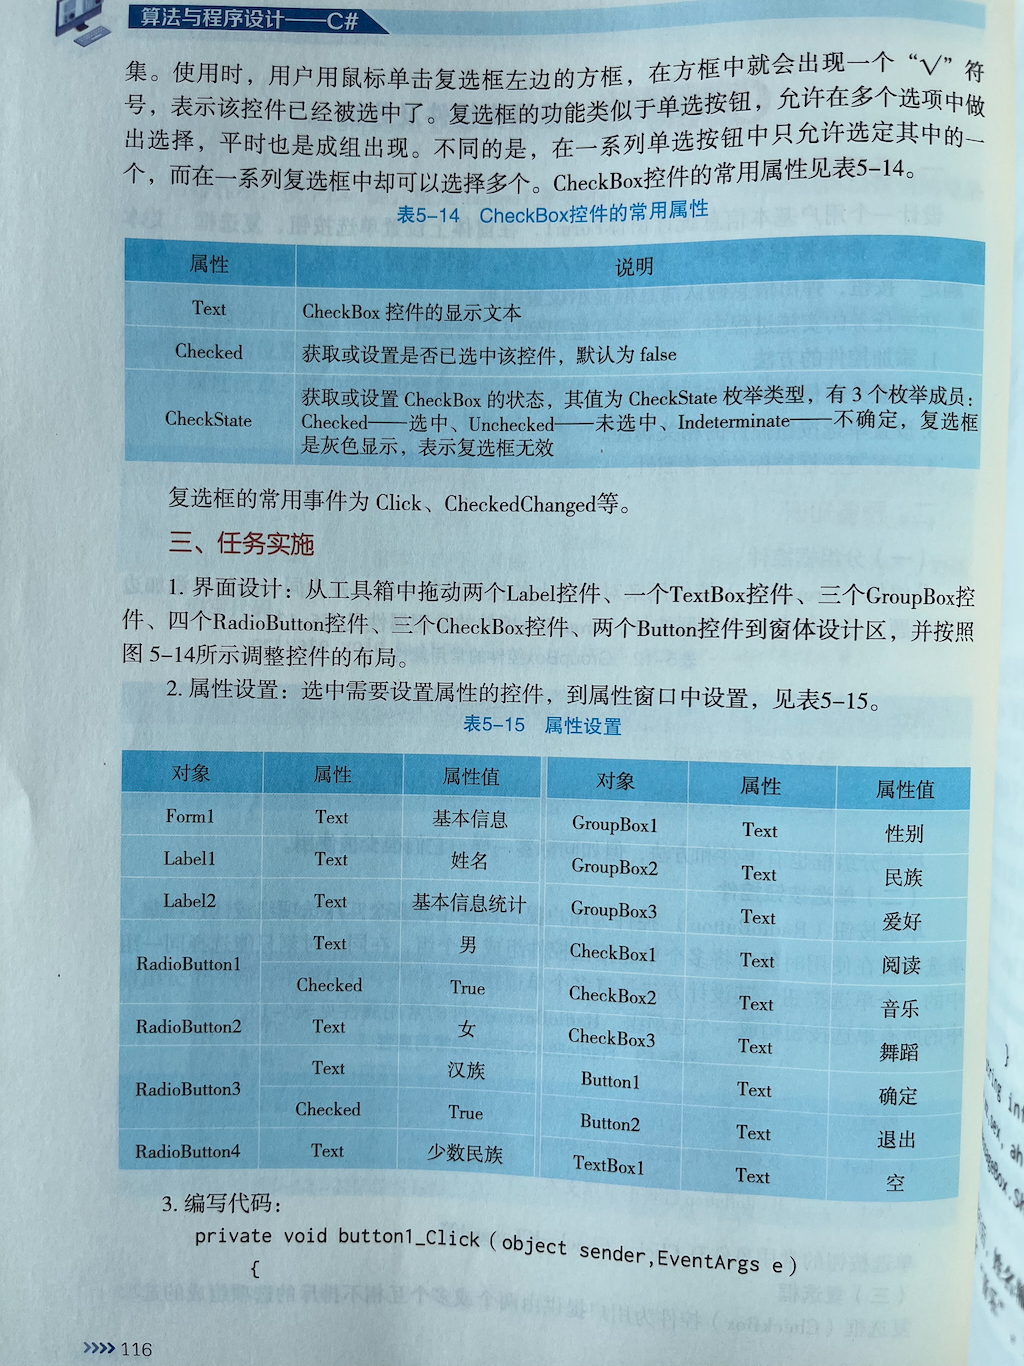 算法与程序设计——C#
集。使用时，用户用鼠标单击复选框左边的方框，在方框中就会出现一个“√”符
号，表示该控件已经被选中了。复选框的功能类似于单选按钮，允许在多个选项中做
出选择，平时也是成组出现。不同的是，在一系列单选按钮中只允许选定其中的一
个，而在一系列复选框中却可以选择多个。CheckBox控件的常用属性见表5-14。
表5-14 CheckBox控件的常用属性
属性 说明
Text CheckBox 控件的显示文本
Checked 获取或设置是否已选中该控件，默认为 false
CheckState 获取或设置 CheckBox 的状态，其值为 CheckState 枚举类型，有 3 个枚举成员：
Checked——选中、Unchecked——未选中、Indeterminate——不确定，复选框
是灰色显示，表示复选框无效
复选框的常用事件为 Click、CheckedChanged等。
三、任务实施
1. 界面设计：从工具箱中拖动两个Label控件、一个TextBox控件、三个GroupBox控
件、四个RadioButton控件、三个CheckBox控件、两个Button控件到窗体设计区，并按照
图 5-14所示调整控件的布局。
2. 属性设置：选中需要设置属性的控件，到属性窗口中设置，见表5-15。
表5-15 属性设置
对象 属性 属性值 对象 属性 属性值
Form1 Text 基本信息 GroupBox1 Text 性别
Label1 Text 姓名 GroupBox2 Text 民族
Label2 Text 基本信息统计 GroupBox3 Text 爱好
RadioButton1 Text 男 CheckBox1 Text 阅读
Checked True CheckBox2 Text 音乐
RadioButton2 Text 女 CheckBox3 Text 舞蹈
RadioButton3 Text 汉族 Button1 Text 确定
Checked True Button2 Text 退出
RadioButton4 Text 少数民族 TextBox1 Text 空
3. 编写代码：
private void button1_Click（object sender,EventArgs e）
{
›››› 116